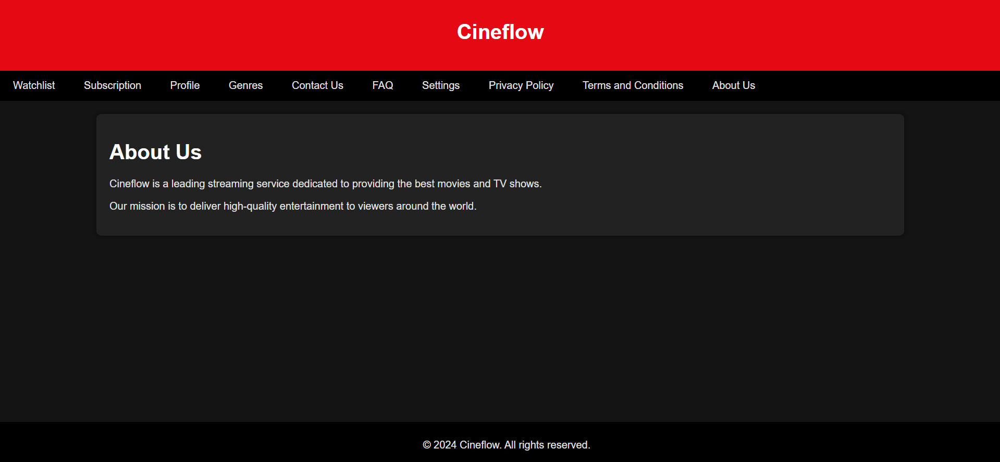 Cineflow
Watchlist Subscription Profile Genres Contact Us FAQ Settings Privacy Policy Terms and Conditions About Us
About Us
Cineflow is a leading streaming service dedicated to providing the best movies and TV shows.
Our mission is to deliver high-quality entertainment to viewers around the world.
© 2024 Cineflow. All rights reserved.